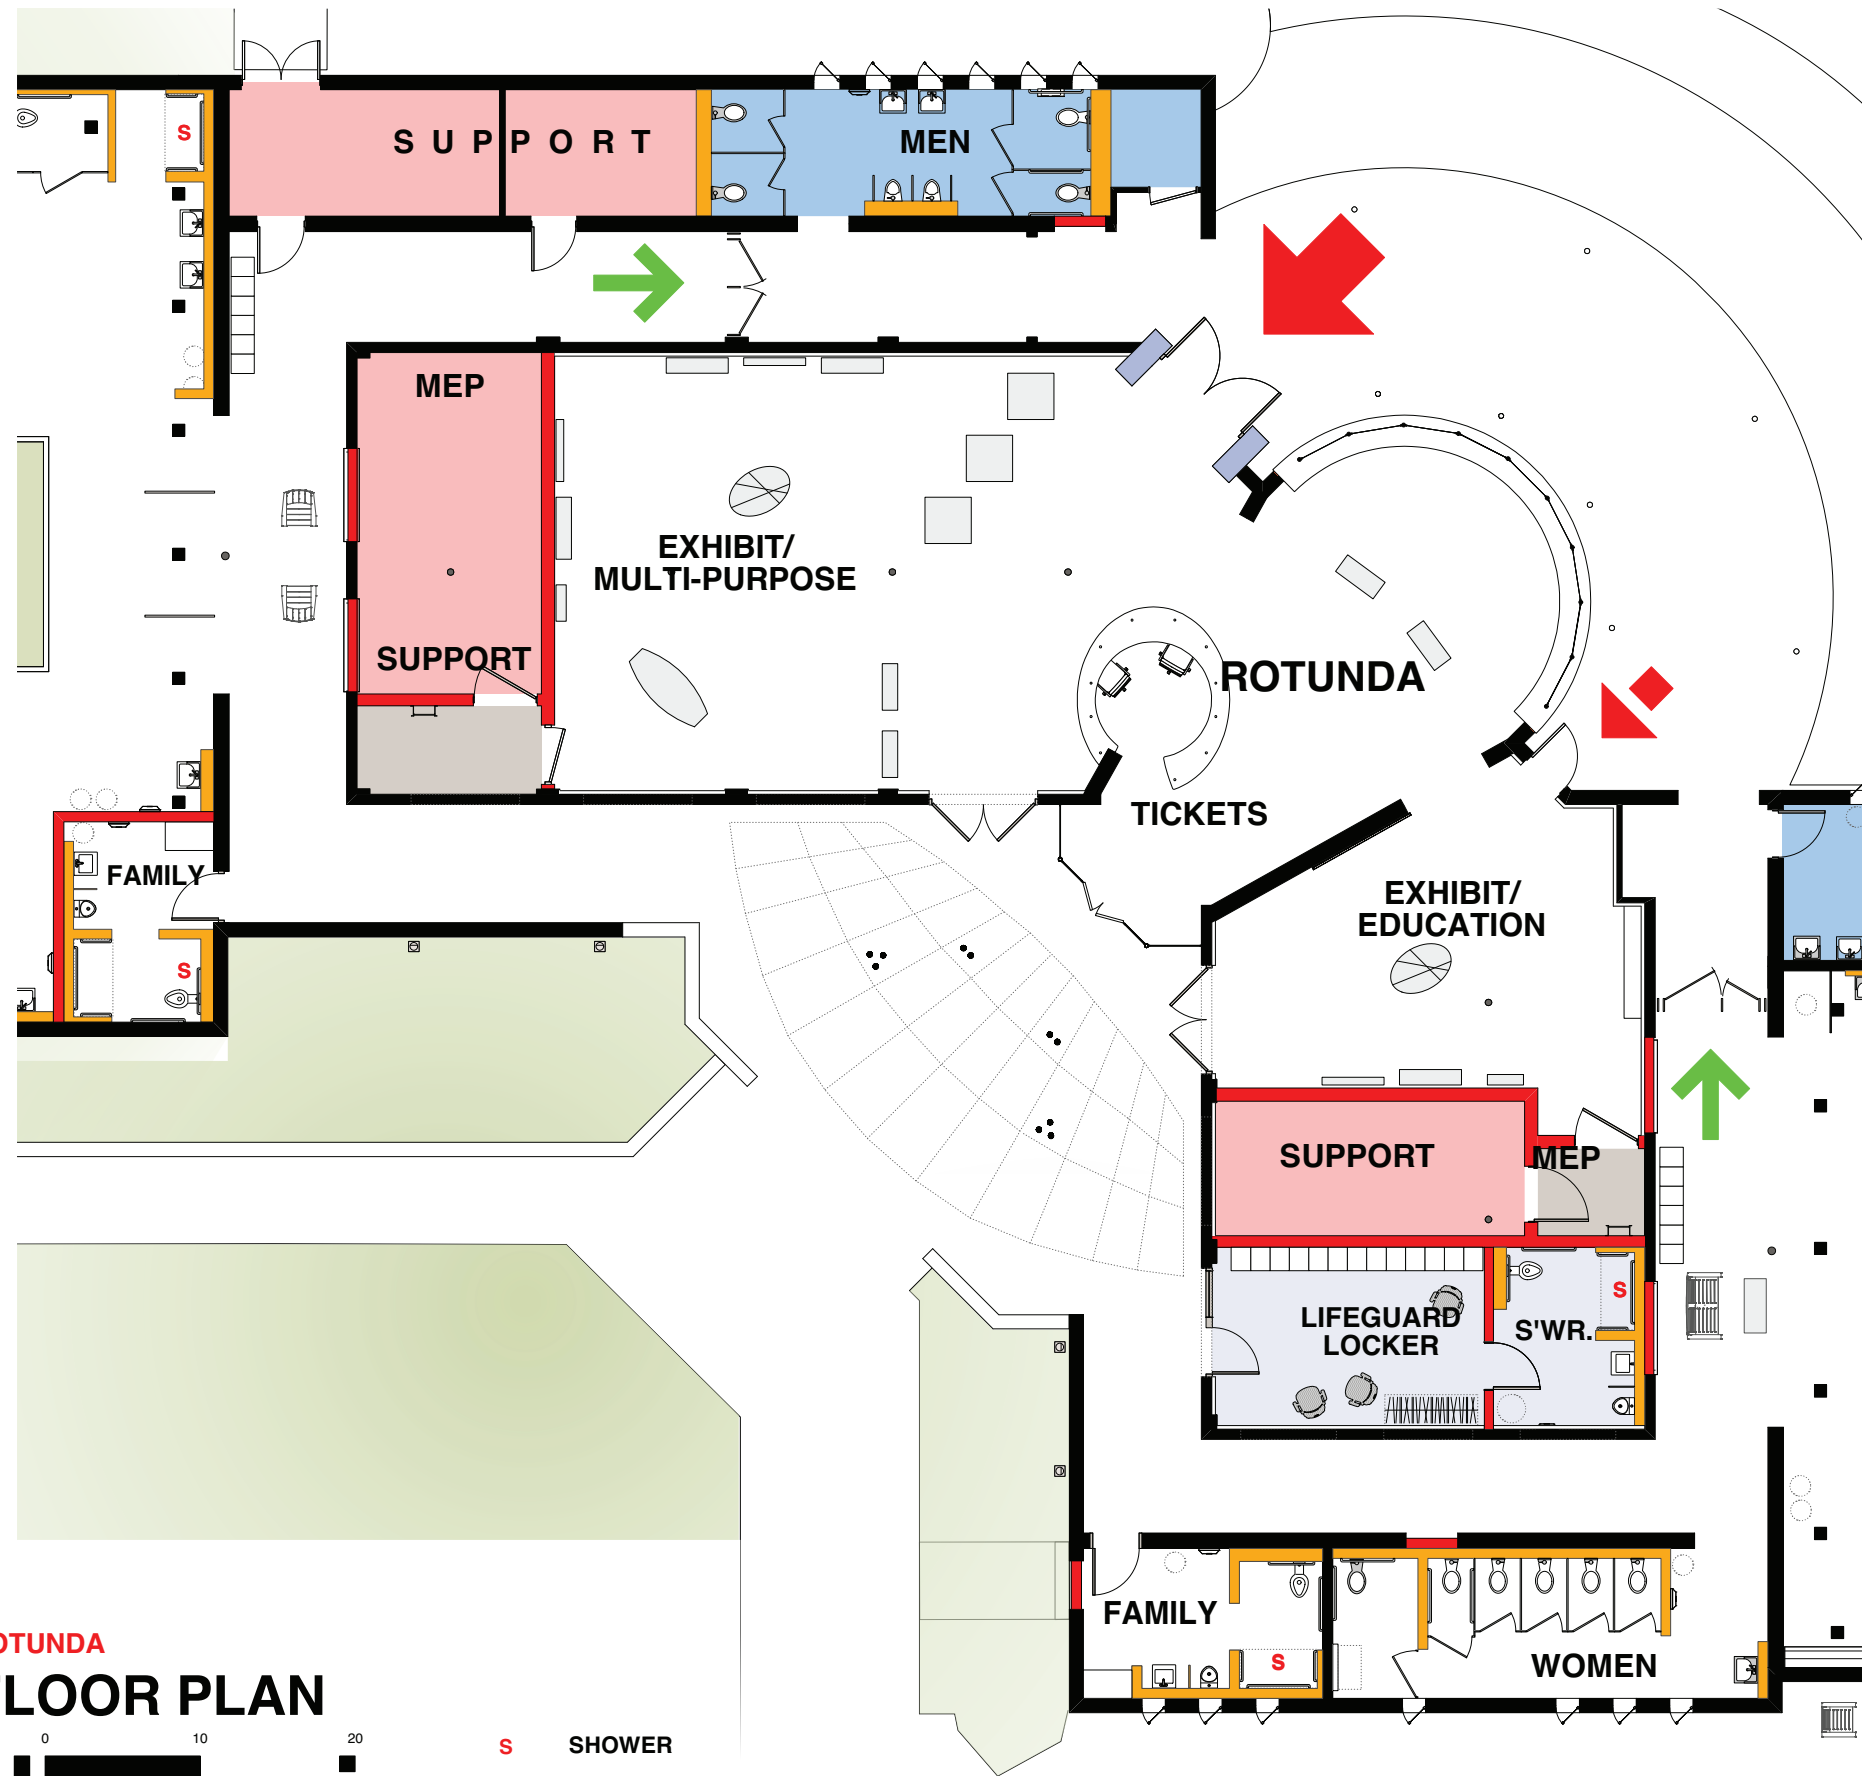 S
SUPPORT
MEN
MEP
EXHIBIT/
MULTI-PURPOSE
SUPPORT
ROTUNDA
TICKETS
FAMILY
S
EXHIBIT/
EDUCATION
SUPPORT
MEP
S
LIFEGUARD
LOCKER
S'WR.
FAMILY
S
WOMEN
OTUNDA
LOOR PLAN
0 10 20
S SHOWER